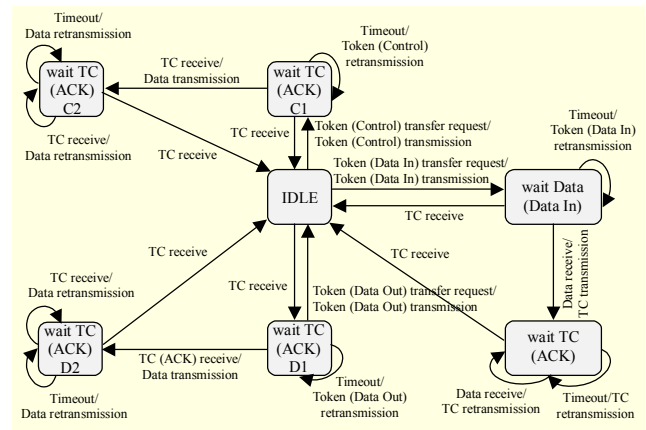 Timeout/
Data retransmission
wait TC
(ACK)
C2
TC receive/
Data retransmission
TC receive/
Data transmission
wait TC
(ACK)
C1
Timeout/
Token (Control)
retransmission
TC receive
TC receive
Token (Control) transfer request/
Token (Control) transmission
Token (Data In) transfer request/
Token (Data In) transmission
IDLE
TC receive
wait Data
(Data In)
Timeout/
Token (Data In)
retransmission
TC receive
TC receive
TC receive
Data receive/
TC transmission
TC receive/
Data retransmission
Token (Data Out) transfer request/
Token (Data Out) transmission
wait TC
(ACK)
D2
Timeout/
Data retransmission
TC (ACK) receive/
Data transmission
wait TC
(ACK)
D1
Timeout/
Token (Data Out)
retransmission
wait TC
(ACK)
Data receive/
TC retransmission
Timeout/TC
retransmission